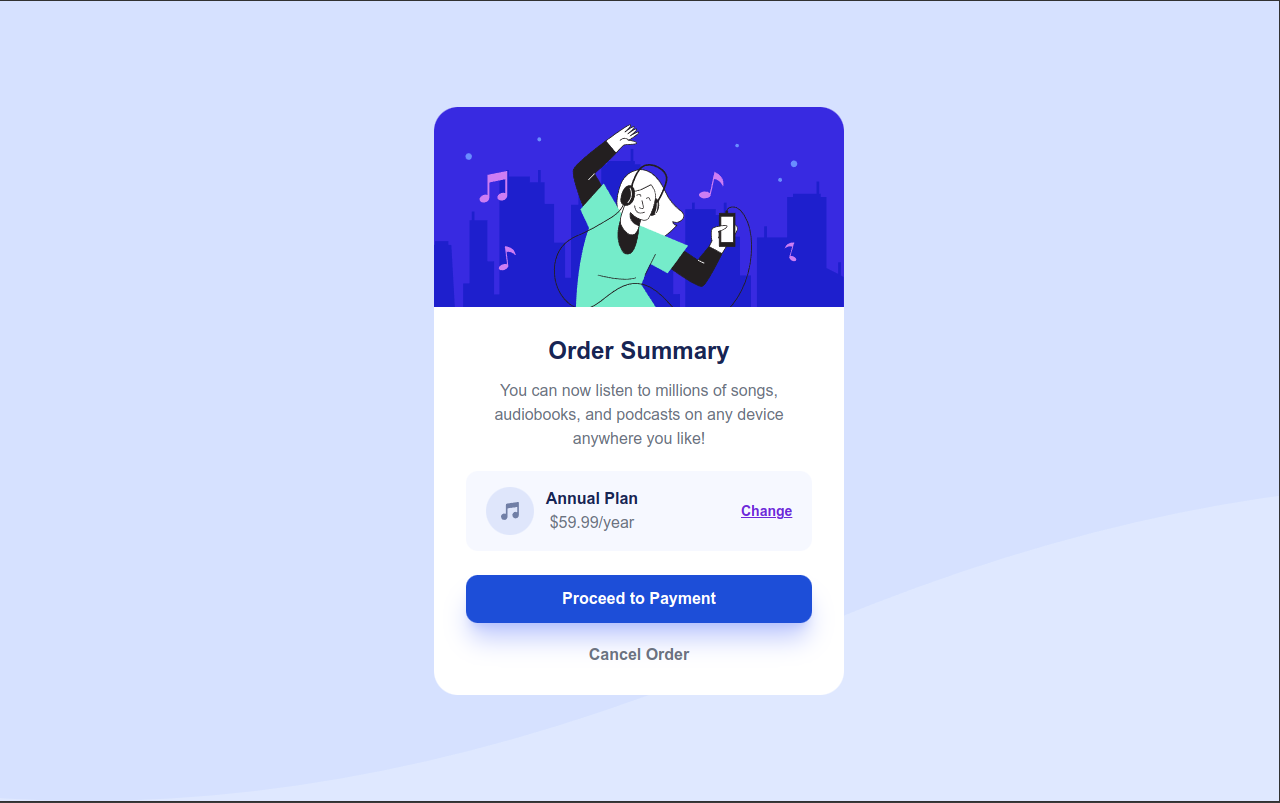 Order Summary
You can now listen to millions of songs,
audiobooks, and podcasts on any device
anywhere you like!
Annual Plan
$59.99/year
Change
Proceed to Payment
Cancel Order